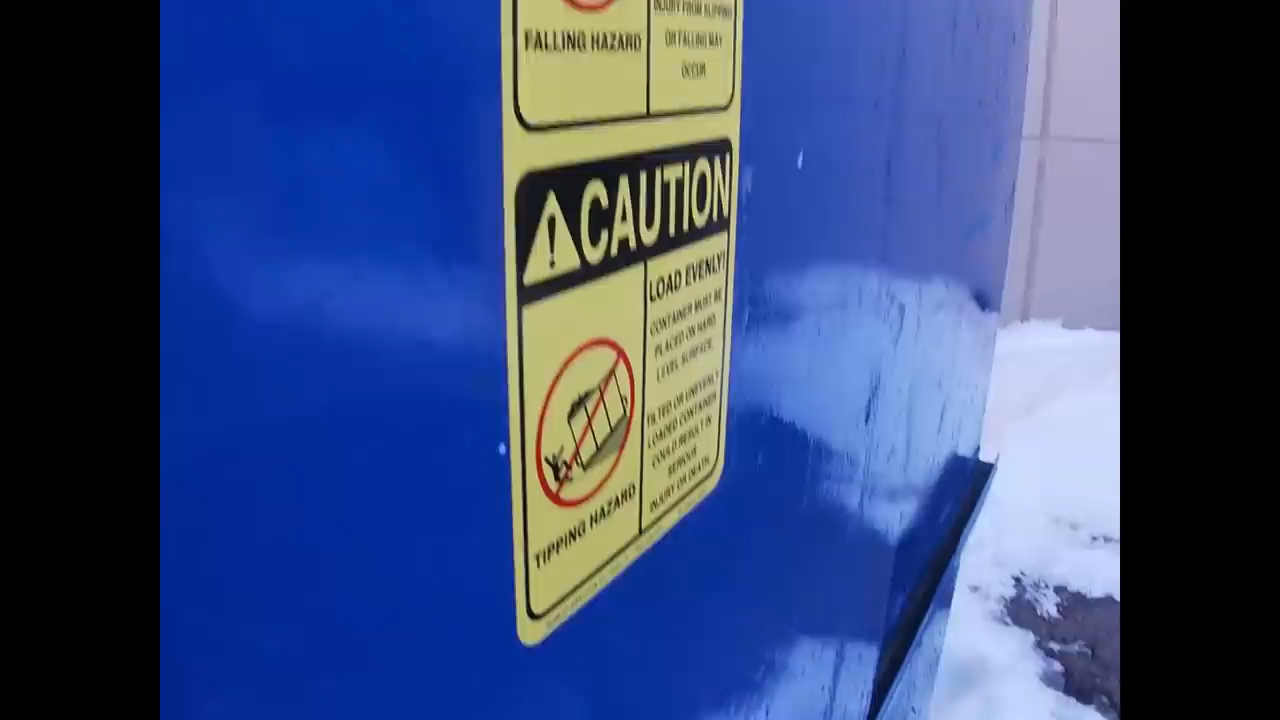 FALLING HAZARD
INJURY FROM SLIPPING
OR FALLING MAY
OCCUR
CAUTION
LOAD EVENLY!
CONTAINER MUST BE
PLACED ON HARD,
LEVEL SURFACE.
TILTED OR UNEVENLY
LOADED CONTAINER
COULD RESULT IN
SERIOUS
INJURY OR DEATH.
TIPPING HAZARD